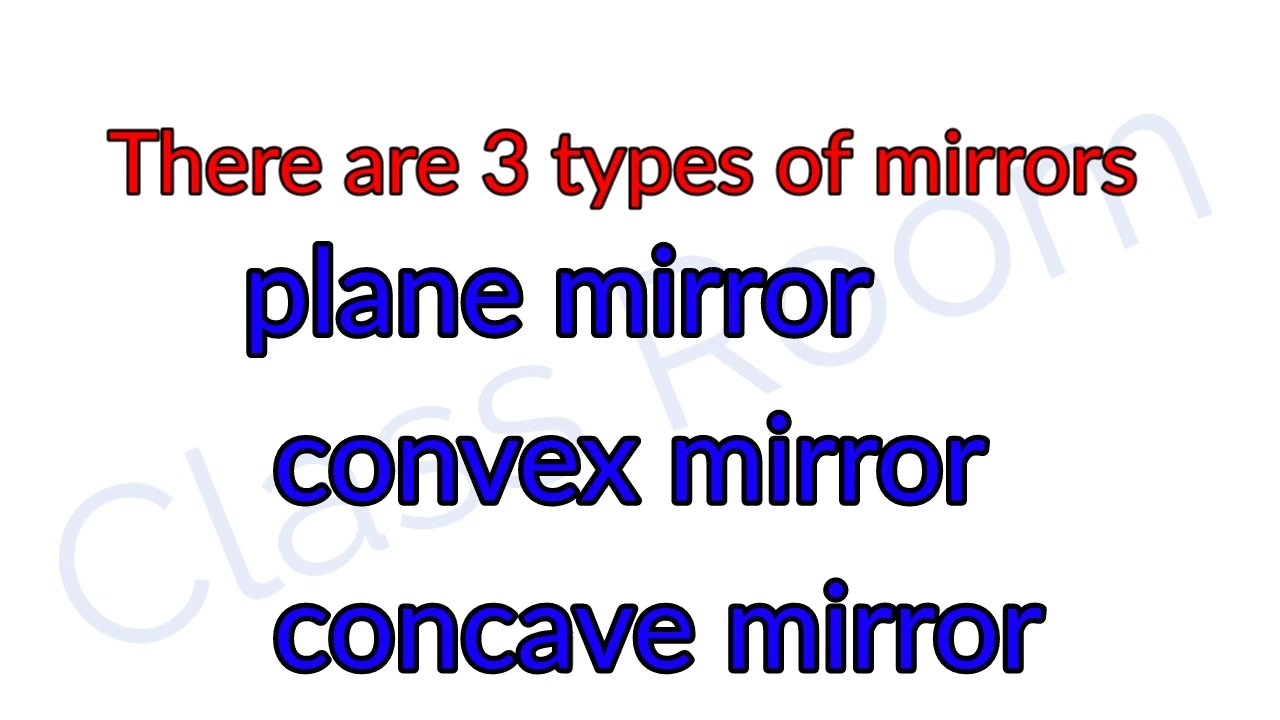 There are 3 types of mirrors
plane mirror
convex mirror
concave mirror
Class Room